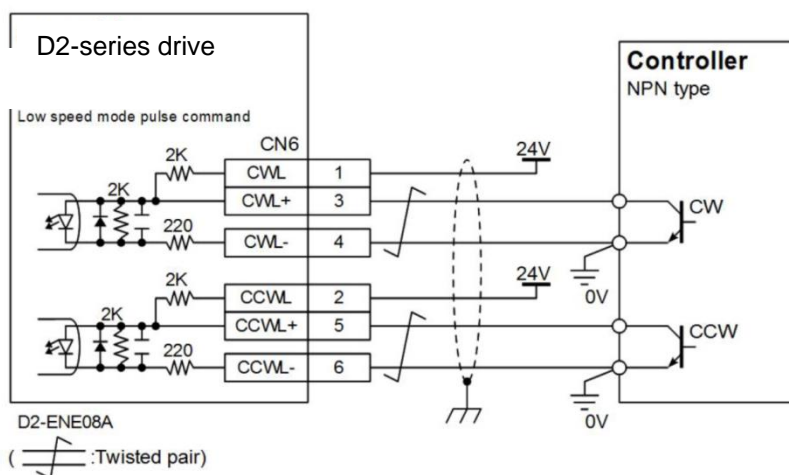 D2-series drive
Controller
NPN type
Low speed mode pulse command
CN6
24V
2K
CWL 1
2K
CWL+ 3
CW
220
CWL- 4
0V
24V
2K
CCWL 2
2K
CCWL+ 5
CCW
220
CCWL- 6
0V
D2-ENE08A
( :Twisted pair)